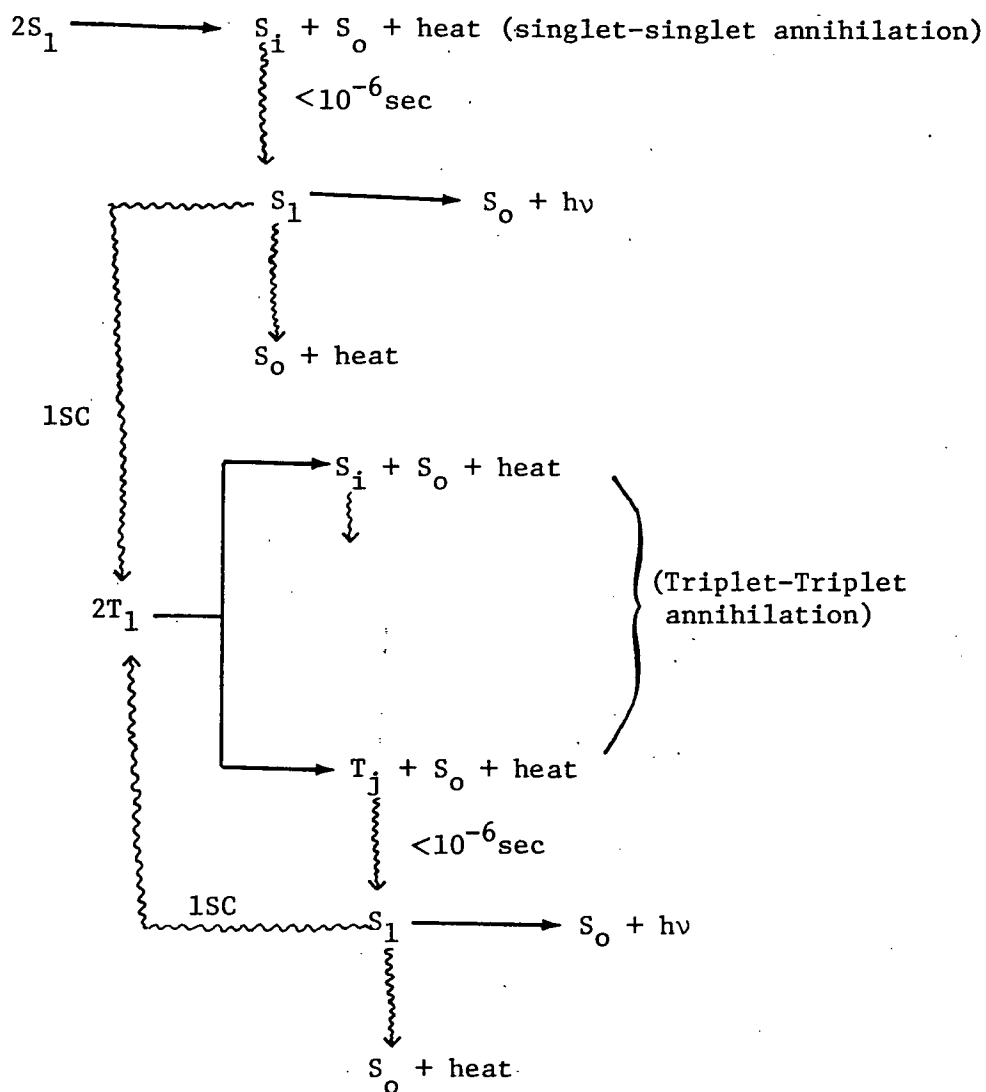 2S₁ → Sᵢ + Sₒ + heat (singlet-singlet annihilation)
<10⁻⁶sec
S₁ → Sₒ + hν
Sₒ + heat
1SC
Sᵢ + Sₒ + heat
2T₁
(Triplet-Triplet
annihilation)
Tⱼ + Sₒ + heat
<10⁻⁶sec
1SC
S₁ → Sₒ + hν
Sₒ + heat